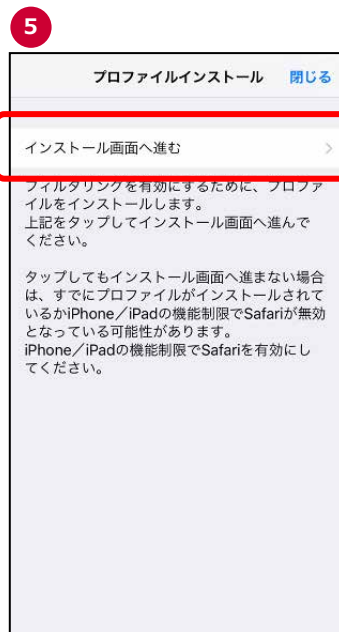 5
プロファイルインストール 閉じる
インストール画面へ進む
フィルタリングを有効にするために、プロファ
イルをインストールします。
上記をタップしてインストール画面へ進んで
ください。
タップしてもインストール画面へ進まない場合
は、すでにプロファイルがインストールされて
いるかiPhone／iPadの機能制限でSafariが無効
となっている可能性があります。
iPhone／iPadの機能制限でSafariを有効にし
てください。